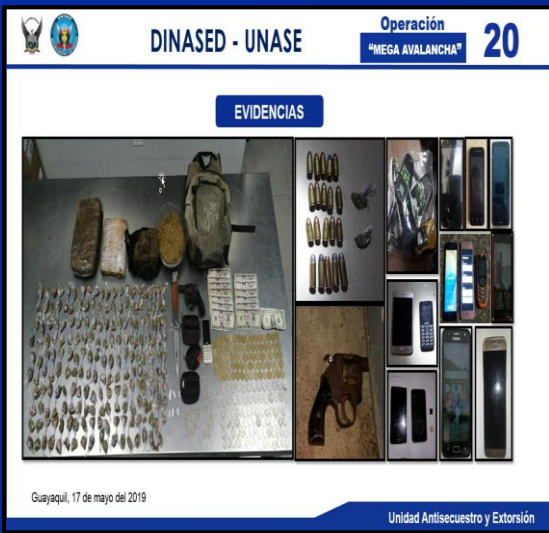 DINASED - UNASE
Operación
“MEGA AVALANCHA”
20
EVIDENCIAS
Guayaquil, 17 de mayo del 2019
Unidad Antisecuestro y Extorsión